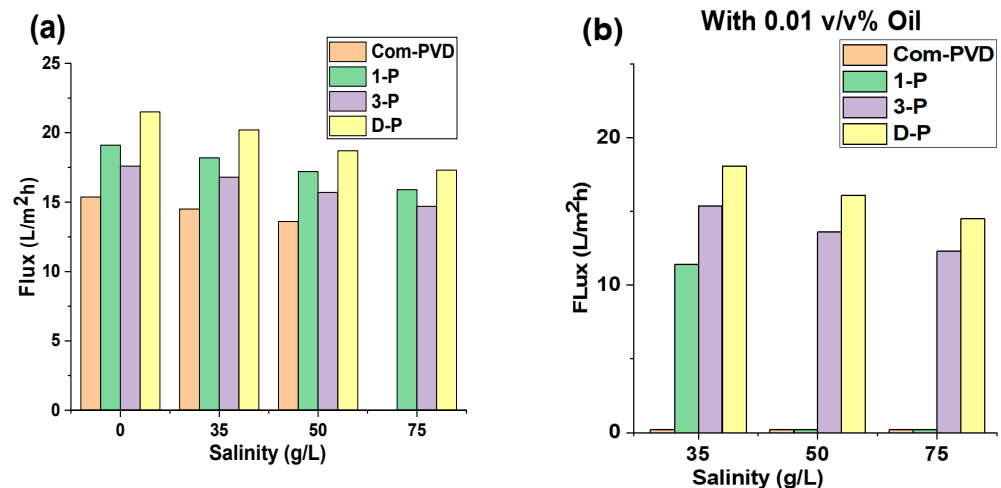 (a)
Com-PVD
1-P
3-P
D-P
25
20
15
10
5
0
Flux (L/m²h)
0 35 50 75
Salinity (g/L)
(b)
With 0.01 v/v% Oil
Com-PVD
1-P
3-P
D-P
20
10
0
FLux (L/m²h)
35 50 75
Salinity (g/L)